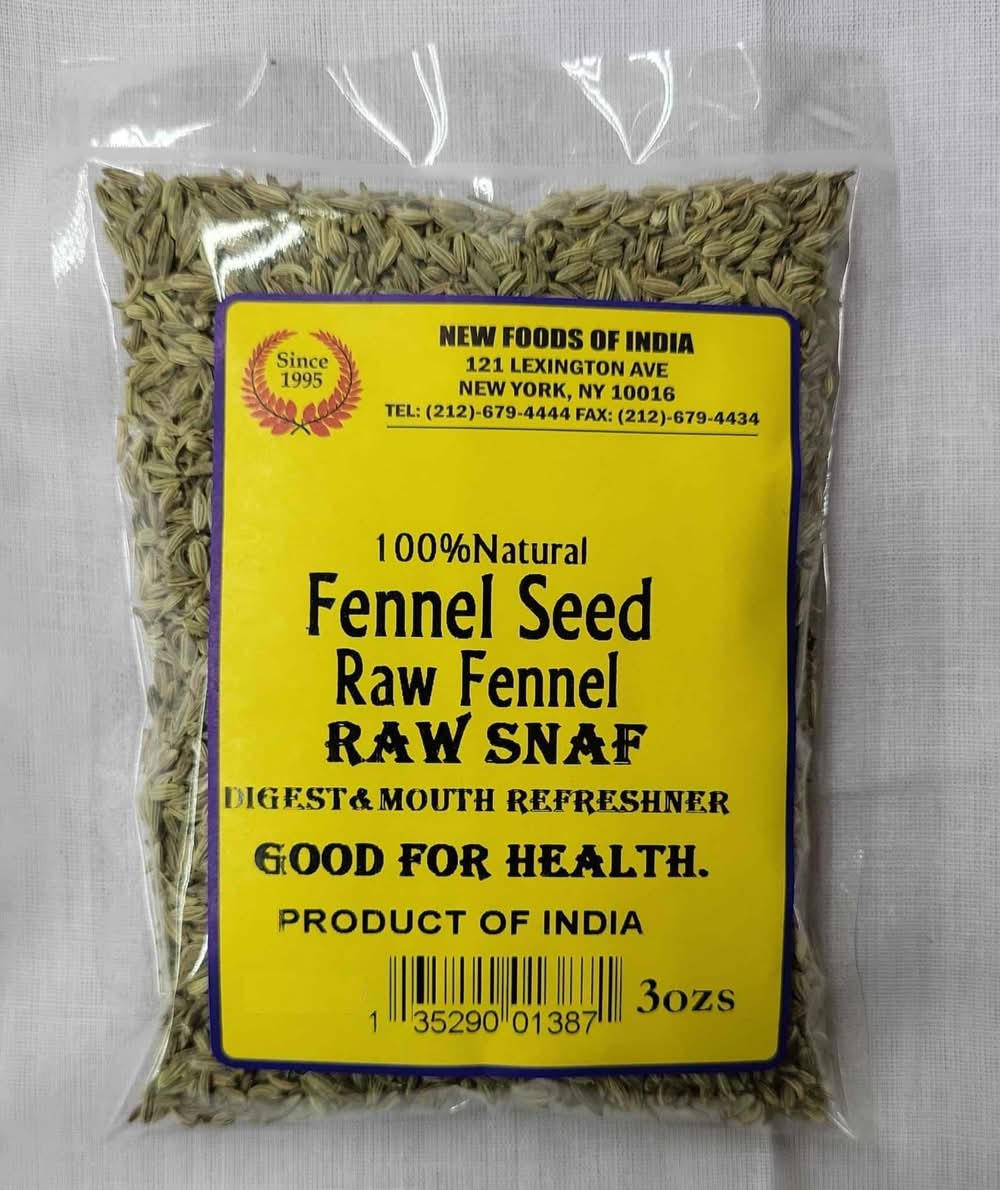 Since
1995
NEW FOODS OF INDIA
121 LEXINGTON AVE
NEW YORK, NY 10016
TEL: (212)-679-4444 FAX: (212)-679-4434
100%Natural
Fennel Seed
Raw Fennel
RAW SNAF
DIGEST&MOUTH REFRESHNER
GOOD FOR HEALTH.
PRODUCT OF INDIA
3ozs
1 35290 01387